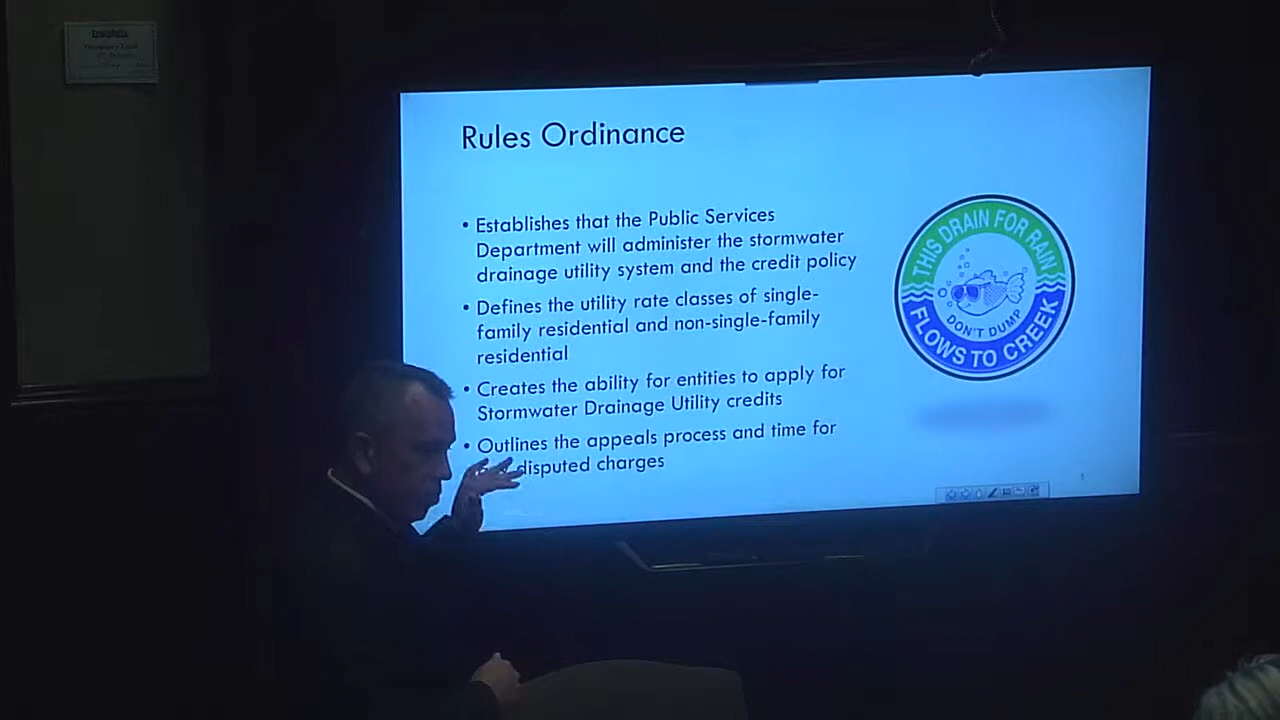 Rules Ordinance
• Establishes that the Public Services
Department will administer the stormwater
drainage utility system and the credit policy
• Defines the utility rate classes of single-
family residential and non-single-family
residential
• Creates the ability for entities to apply for
Stormwater Drainage Utility credits
• Outlines the appeals process and time for
disputed charges
THIS DRAIN FOR RAIN
DON'T DUMP
FLOWS TO CREEK